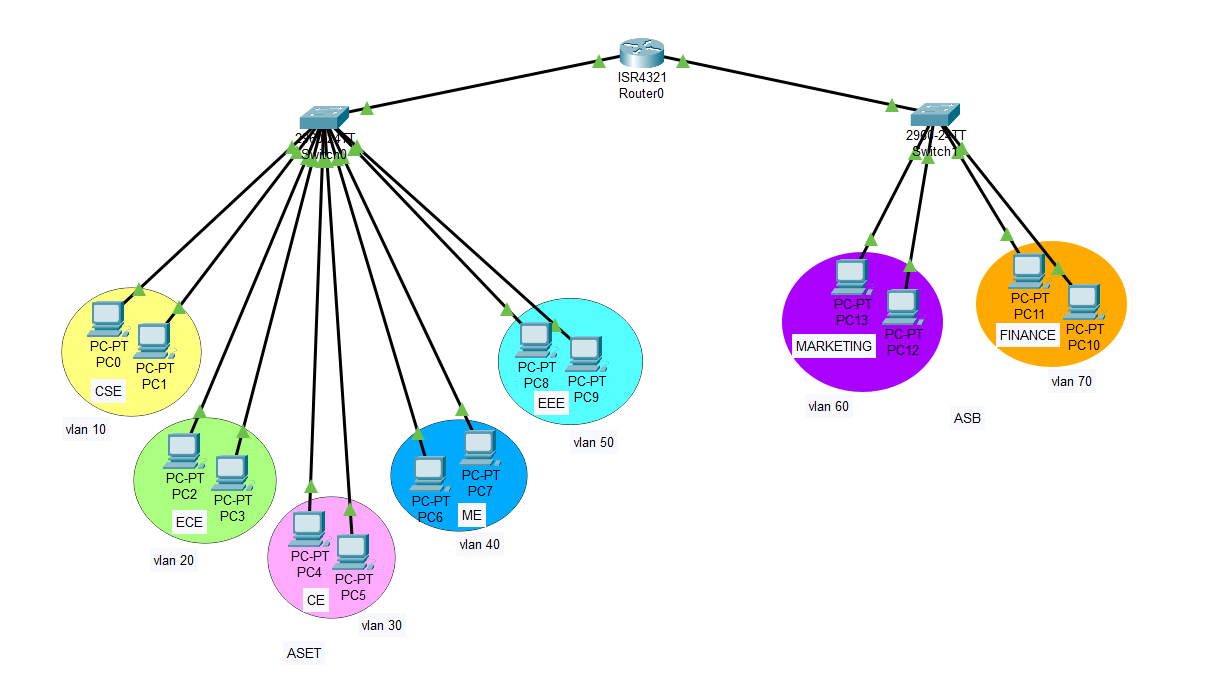 ISR4321
Router0
2960-24TT
Switch0
2960-24TT
Switch1
PC-PT
PC0
PC-PT
PC1
CSE
vlan 10
PC-PT
PC2
PC-PT
PC3
ECE
vlan 20
PC-PT
PC4
PC-PT
PC5
CE
vlan 30
PC-PT
PC6
PC-PT
PC7
ME
vlan 40
PC-PT
PC8
PC-PT
PC9
EEE
vlan 50
ASET
PC-PT
PC13
PC-PT
PC12
MARKETING
vlan 60
PC-PT
PC11
PC-PT
PC10
FINANCE
vlan 70
ASB